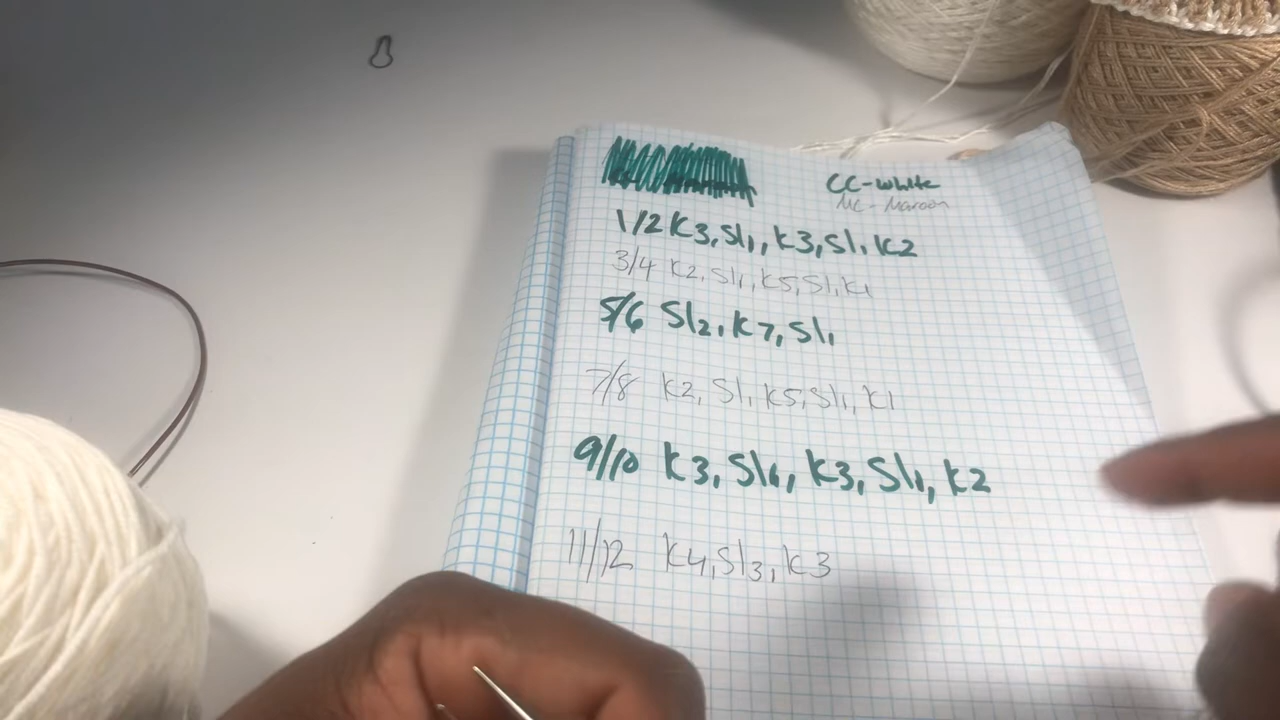 CC-White
MC-Maroon
1/2 K3, Sl1, K3, Sl1, K2
3/4 K2, Sl1, K5, Sl1, K1
5/6 Sl2, K7, Sl1
7/8 K2, Sl1, K5, Sl1, K1
9/10 K3, Sl1, K3, Sl1, K2
11/12 K4, Sl3, K3